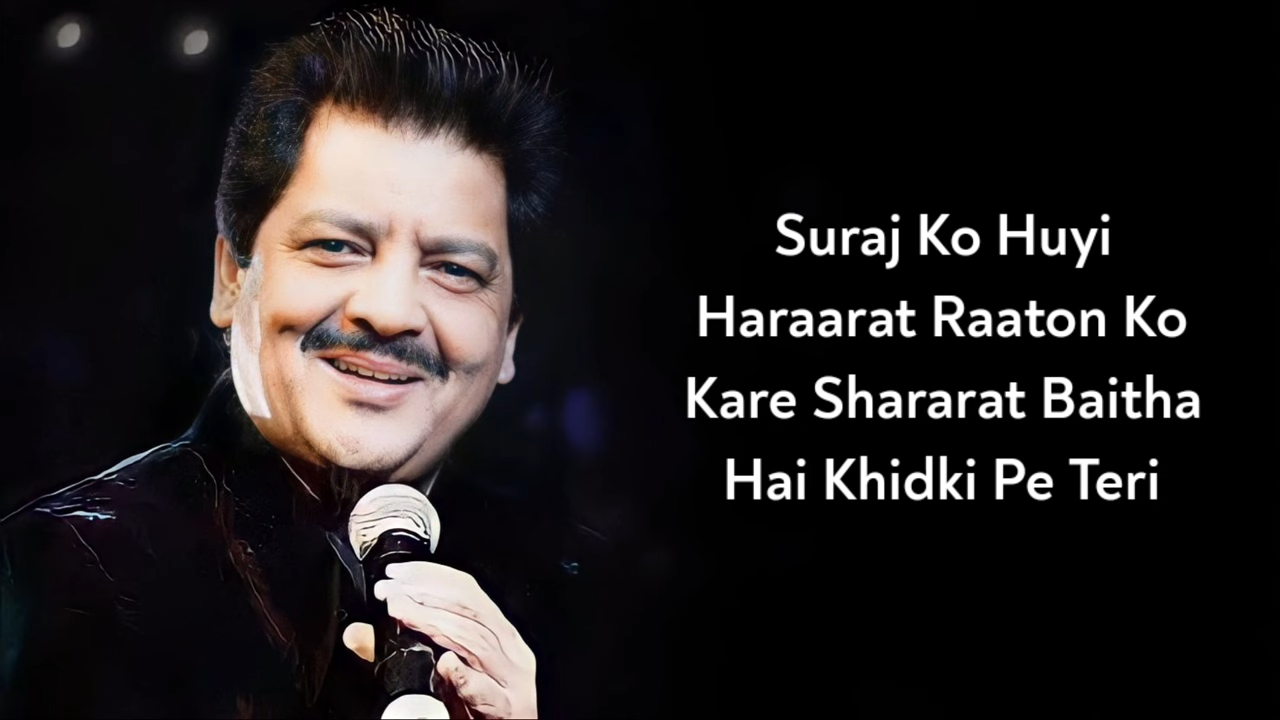 Suraj Ko Huyi
Haraarat Raaton Ko
Kare Shararat Baitha
Hai Khidki Pe Teri